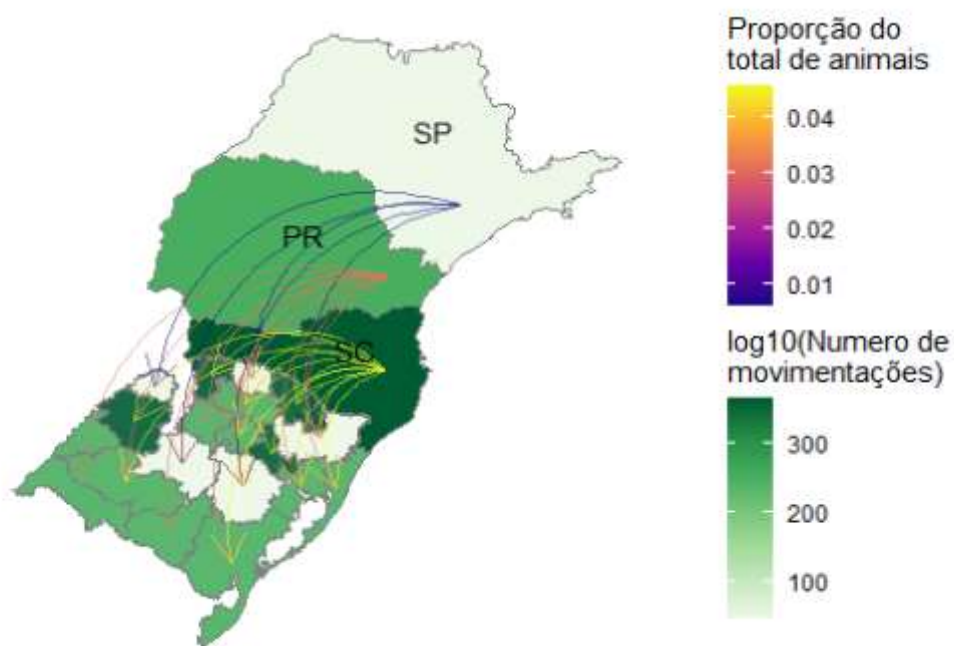 Proporção do
total de animais
0.04
0.03
0.02
0.01
log10(Numero de
movimentações)
300
200
100
SP
PR
SC